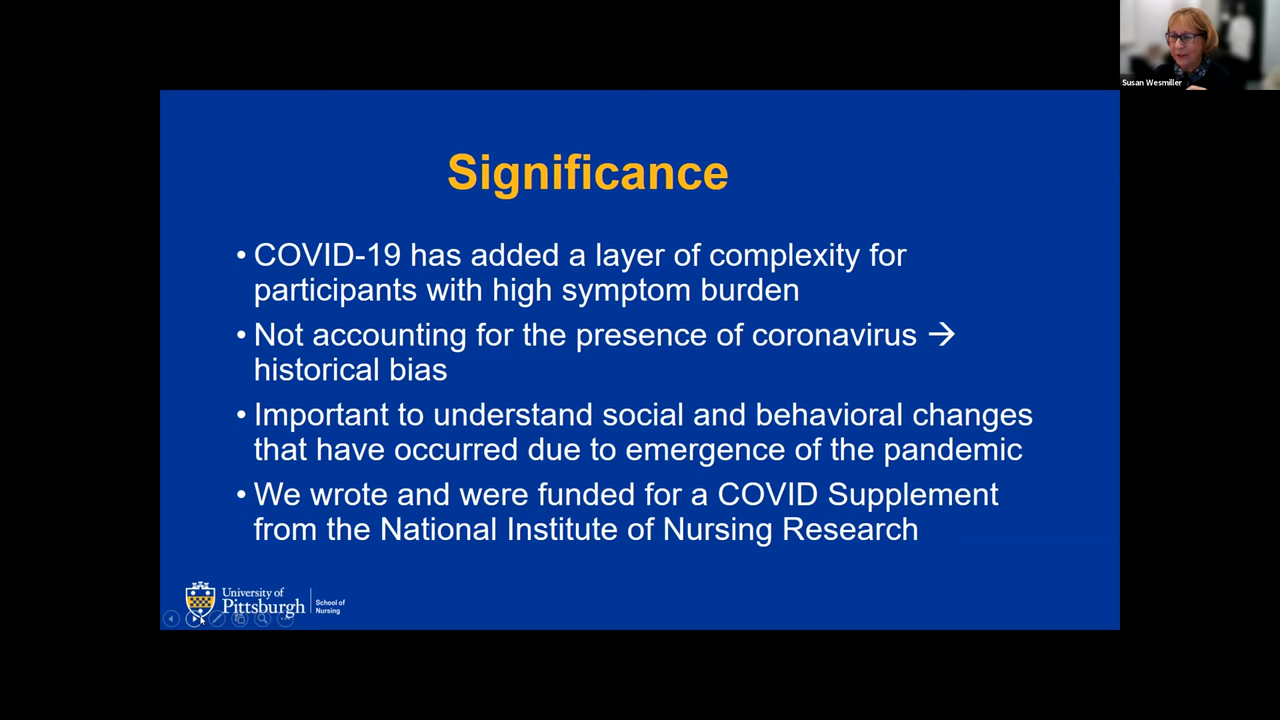 Susan Wesmiller
Significance
• COVID-19 has added a layer of complexity for
participants with high symptom burden
• Not accounting for the presence of coronavirus →
historical bias
• Important to understand social and behavioral changes
that have occurred due to emergence of the pandemic
• We wrote and were funded for a COVID Supplement
from the National Institute of Nursing Research
University of
Pittsburgh
School of
Nursing